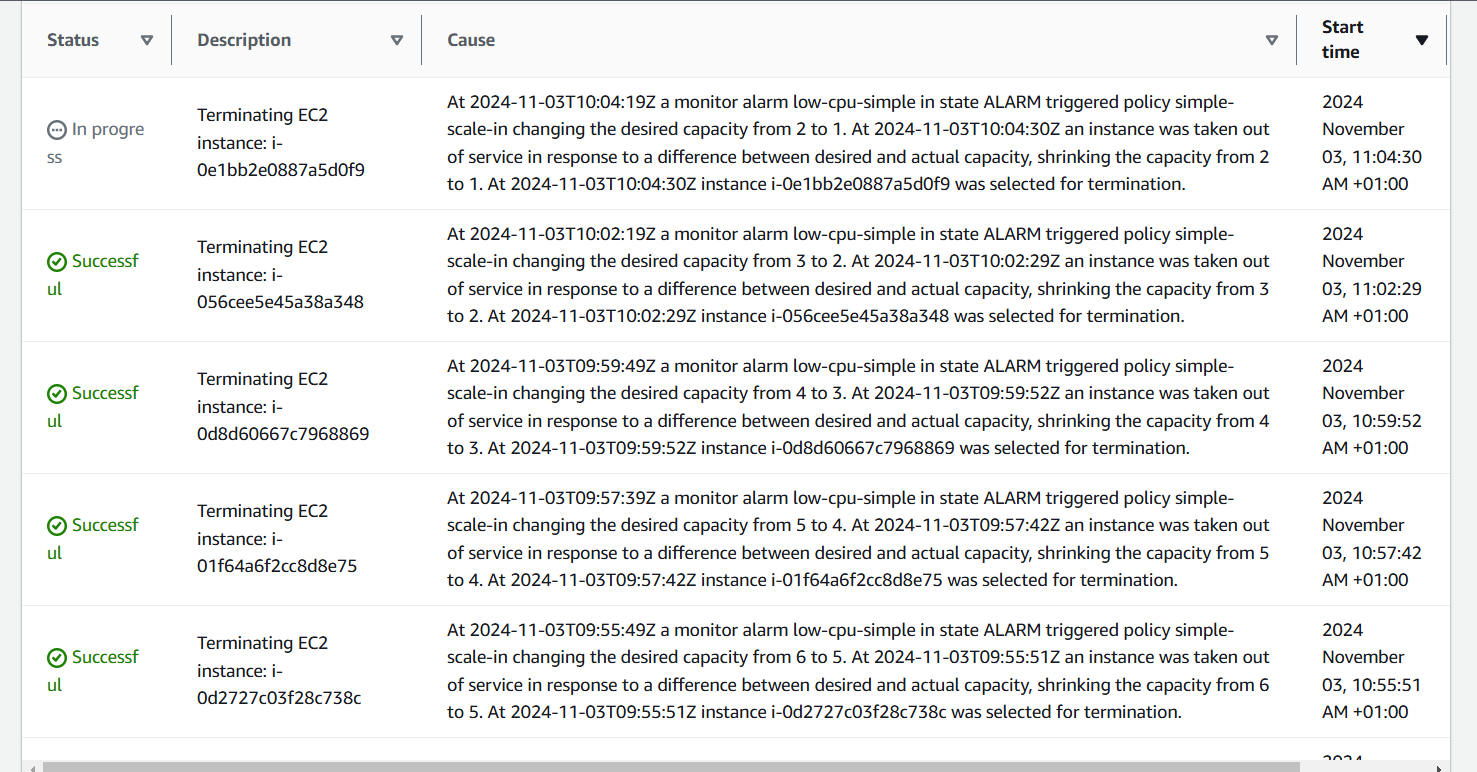 Status
Description
Cause
Start
time
In progre
ss
Terminating EC2
instance: i-
0e1bb2e0887a5d0f9
At 2024-11-03T10:04:19Z a monitor alarm low-cpu-simple in state ALARM triggered policy simple-
scale-in changing the desired capacity from 2 to 1. At 2024-11-03T10:04:30Z an instance was taken out
of service in response to a difference between desired and actual capacity, shrinking the capacity from 2
to 1. At 2024-11-03T10:04:30Z instance i-0e1bb2e0887a5d0f9 was selected for termination.
2024
November
03, 11:04:30
AM +01:00
Successf
ul
Terminating EC2
instance: i-
056cee5e45a38a348
At 2024-11-03T10:02:19Z a monitor alarm low-cpu-simple in state ALARM triggered policy simple-
scale-in changing the desired capacity from 3 to 2. At 2024-11-03T10:02:29Z an instance was taken out
of service in response to a difference between desired and actual capacity, shrinking the capacity from 3
to 2. At 2024-11-03T10:02:29Z instance i-056cee5e45a38a348 was selected for termination.
2024
November
03, 11:02:29
AM +01:00
Successf
ul
Terminating EC2
instance: i-
0d8d60667c7968869
At 2024-11-03T09:59:49Z a monitor alarm low-cpu-simple in state ALARM triggered policy simple-
scale-in changing the desired capacity from 4 to 3. At 2024-11-03T09:59:52Z an instance was taken out
of service in response to a difference between desired and actual capacity, shrinking the capacity from 4
to 3. At 2024-11-03T09:59:52Z instance i-0d8d60667c7968869 was selected for termination.
2024
November
03, 10:59:52
AM +01:00
Successf
ul
Terminating EC2
instance: i-
01f64a6f2cc8d8e75
At 2024-11-03T09:57:39Z a monitor alarm low-cpu-simple in state ALARM triggered policy simple-
scale-in changing the desired capacity from 5 to 4. At 2024-11-03T09:57:42Z an instance was taken out
of service in response to a difference between desired and actual capacity, shrinking the capacity from 5
to 4. At 2024-11-03T09:57:42Z instance i-01f64a6f2cc8d8e75 was selected for termination.
2024
November
03, 10:57:42
AM +01:00
Successf
ul
Terminating EC2
instance: i-
0d2727c03f28c738c
At 2024-11-03T09:55:49Z a monitor alarm low-cpu-simple in state ALARM triggered policy simple-
scale-in changing the desired capacity from 6 to 5. At 2024-11-03T09:55:51Z an instance was taken out
of service in response to a difference between desired and actual capacity, shrinking the capacity from 6
to 5. At 2024-11-03T09:55:51Z instance i-0d2727c03f28c738c was selected for termination.
2024
November
03, 10:55:51
AM +01:00